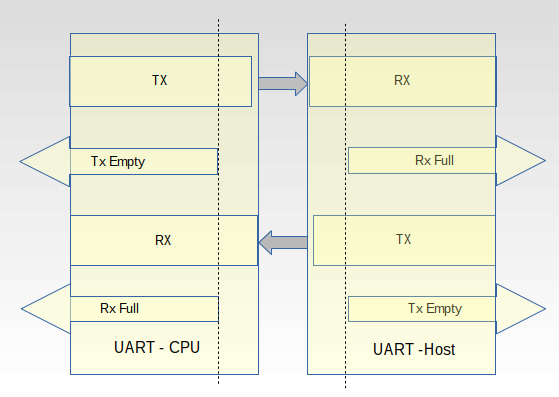 TX
RX
Tx Empty
Rx Full
RX
TX
Rx Full
Tx Empty
UART - CPU
UART -Host